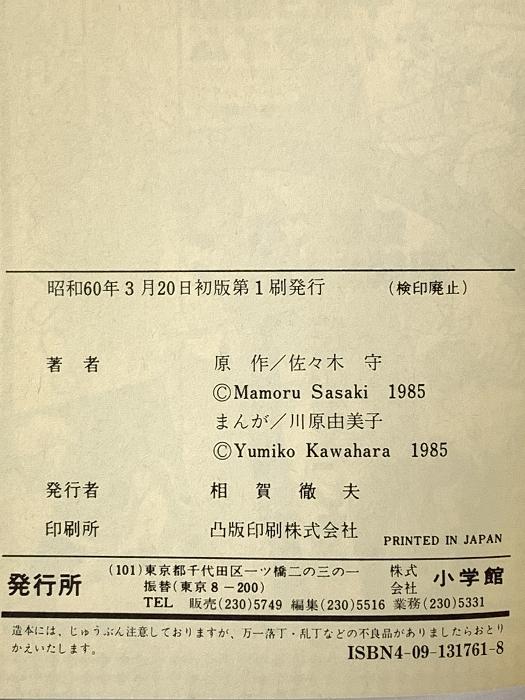 昭和60年3月20日初版第1刷発行 (検印廃止)
著者 原作/佐々木 守
ⒸMamoru Sasaki 1985
まんが/川原由美子
ⒸYumiko Kawahara 1985
発行者 相賀徹夫
印刷所 凸版印刷株式会社 PRINTED IN JAPAN
発行所 (101)東京都千代田区一ツ橋二の三の一 株式会社 小学館
振替(東京8-200)
TEL 販売(230)5749 編集(230)5516 業務(230)5331
造本には、じゅうぶん注意しておりますが、万一落丁・乱丁などの不良品がありましたらおとり
かえいたします。 ISBN4-09-131761-8